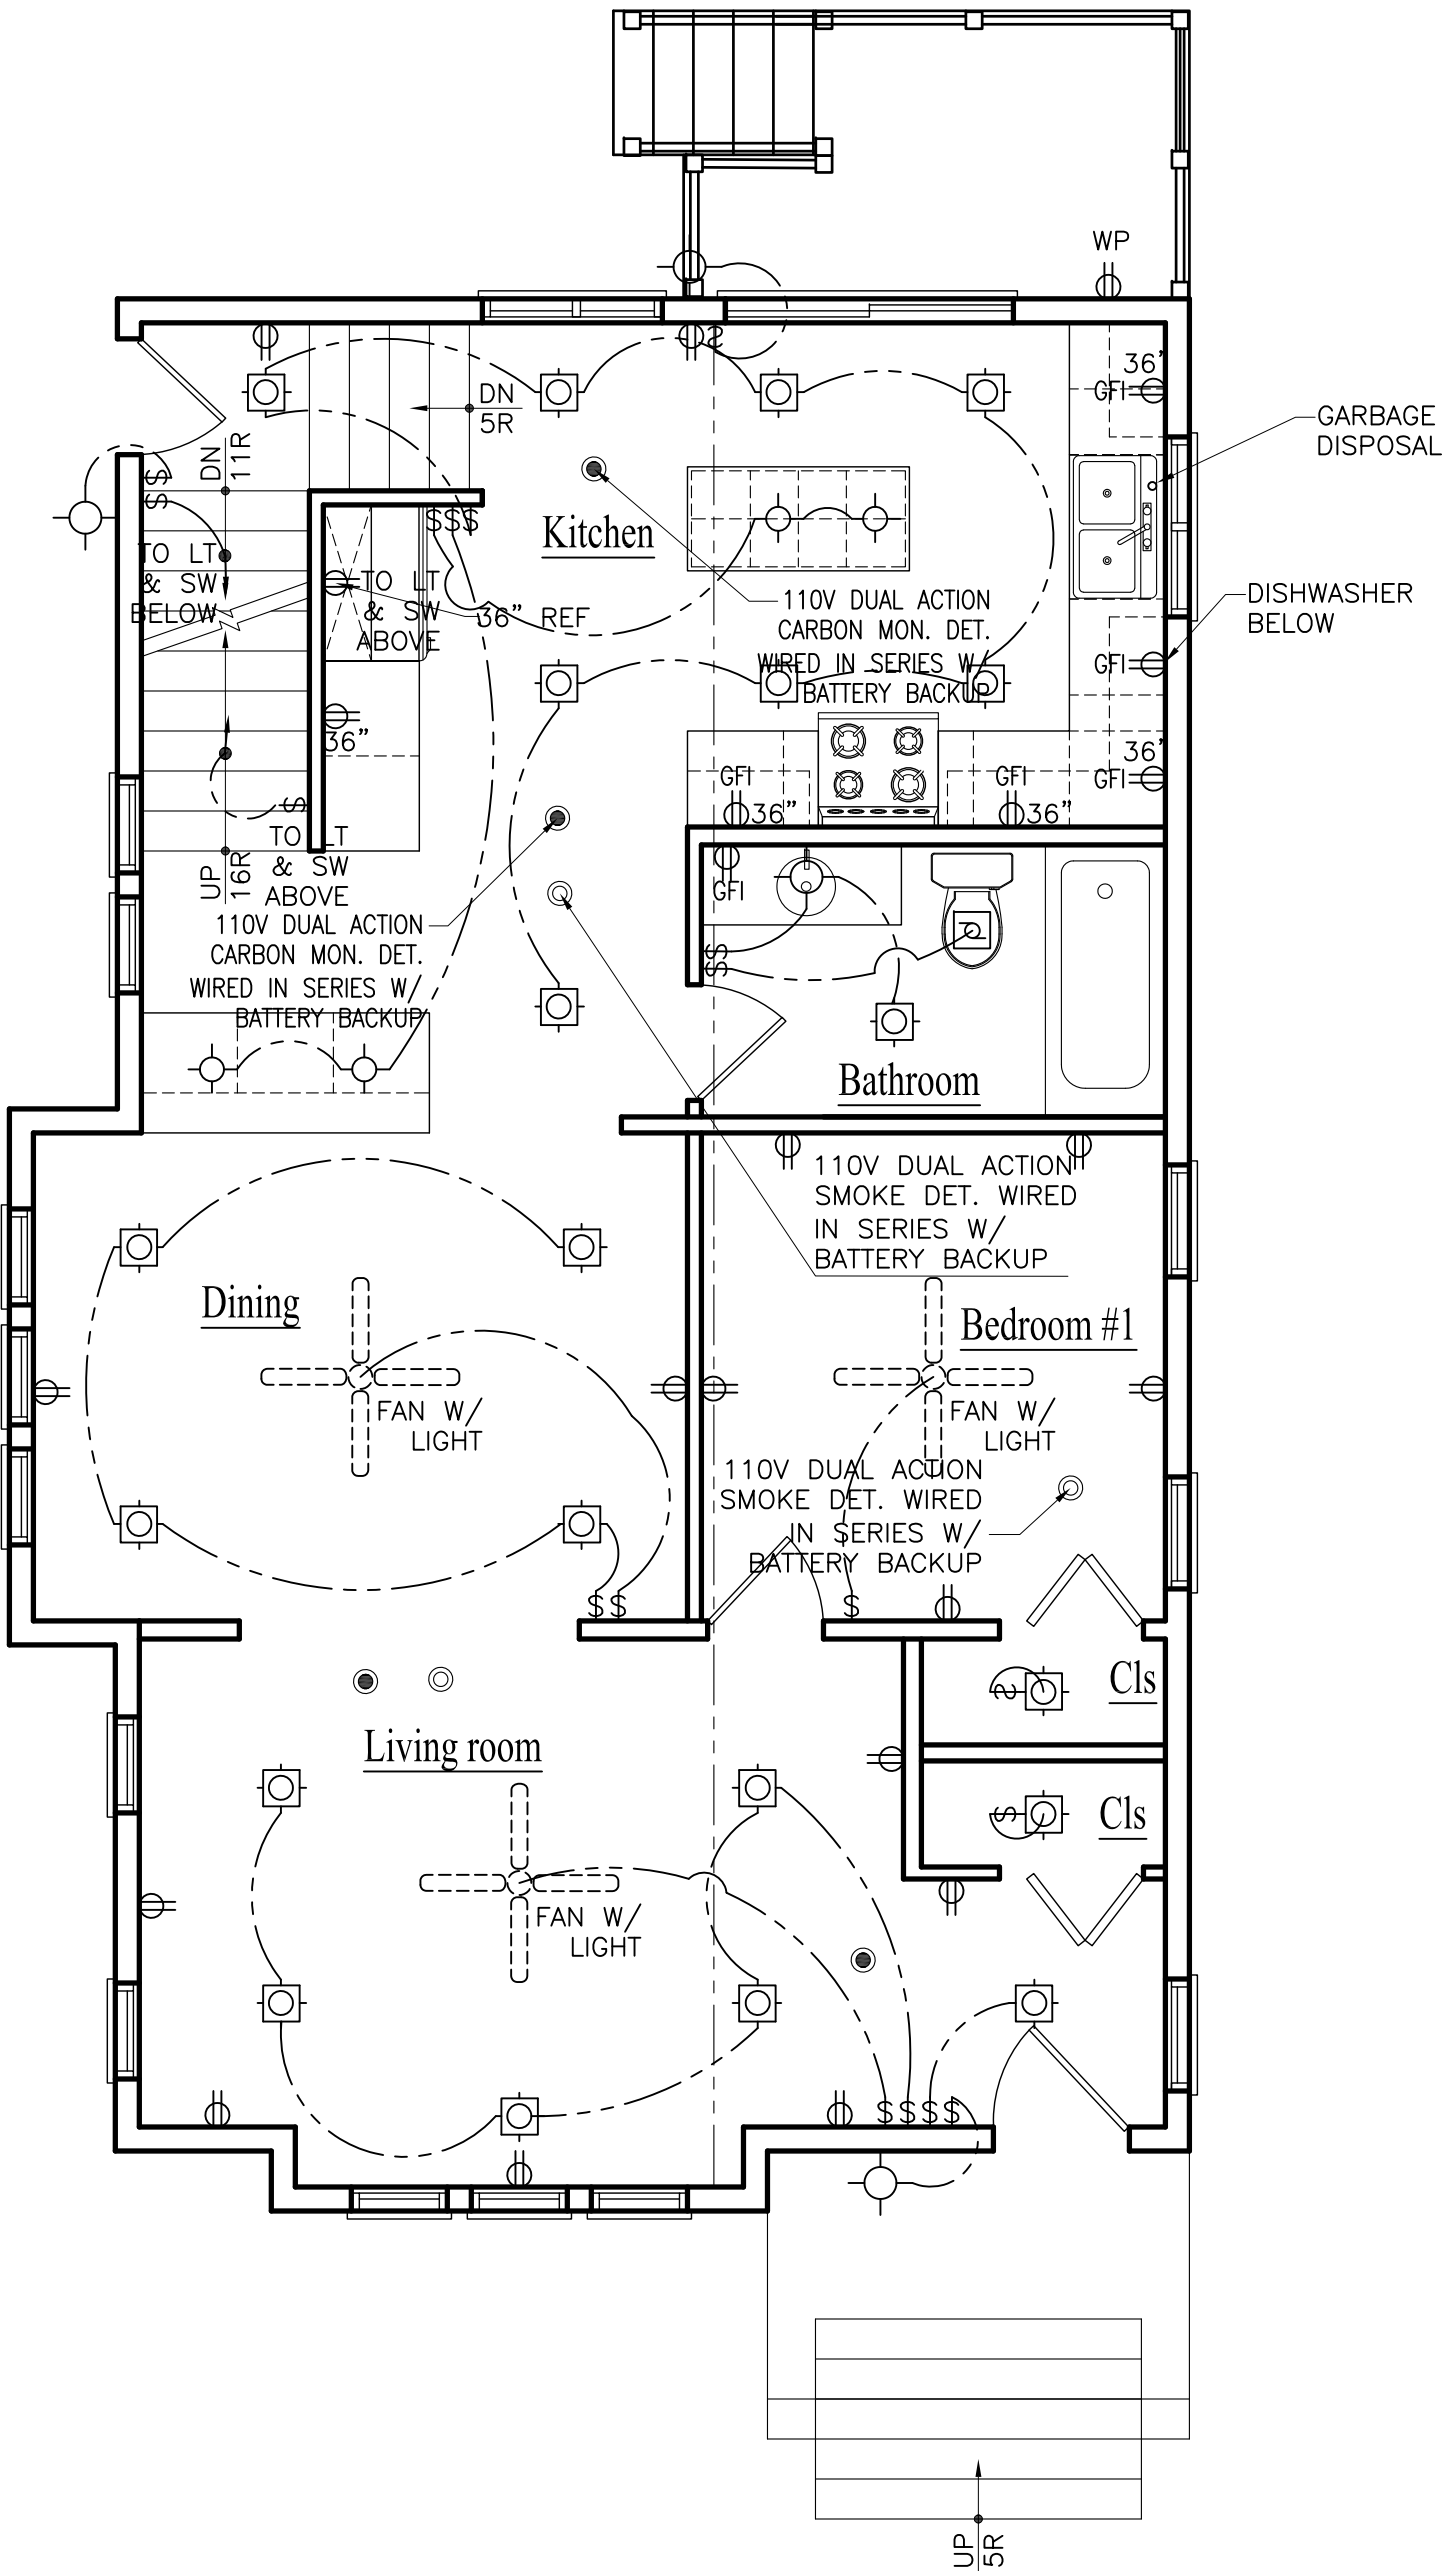 WP
36"
GFI
GARBAGE
DISPOSAL
DN
5R
S
DN
11R
S S
Kitchen
$$$
TO LT
& SW
BELOW
TO LT
& SW
ABOVE
36" REF
110V DUAL ACTION
CARBON MON. DET.
WIRED IN SERIES W/
BATTERY BACKUP
DISHWASHER
BELOW
GFI
36"
GFI
36"
GFI
36"
GFI
36"
$
TO LT
& SW
ABOVE
UP
16R
GFI
110V DUAL ACTION
CARBON MON. DET.
WIRED IN SERIES W/
BATTERY BACKUP
$$
Bathroom
110V DUAL ACTION
SMOKE DET. WIRED
IN SERIES W/
BATTERY BACKUP
Dining
Bedroom #1
FAN W/
LIGHT
FAN W/
LIGHT
110V DUAL ACTION
SMOKE DET. WIRED
IN SERIES W/
BATTERY BACKUP
$$
$
Cls
$
Living room
Cls
$
FAN W/
LIGHT
$$$$
UP
5R